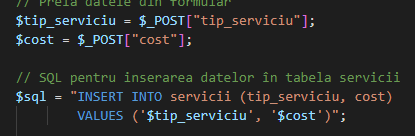 // Preia datele din formular
$tip_serviciu = $_POST["tip_serviciu"];
$cost = $_POST["cost"];
// SQL pentru inserarea datelor în tabela servicii
$sql = "INSERT INTO servicii (tip_serviciu, cost)
VALUES ('$tip_serviciu', '$cost')";